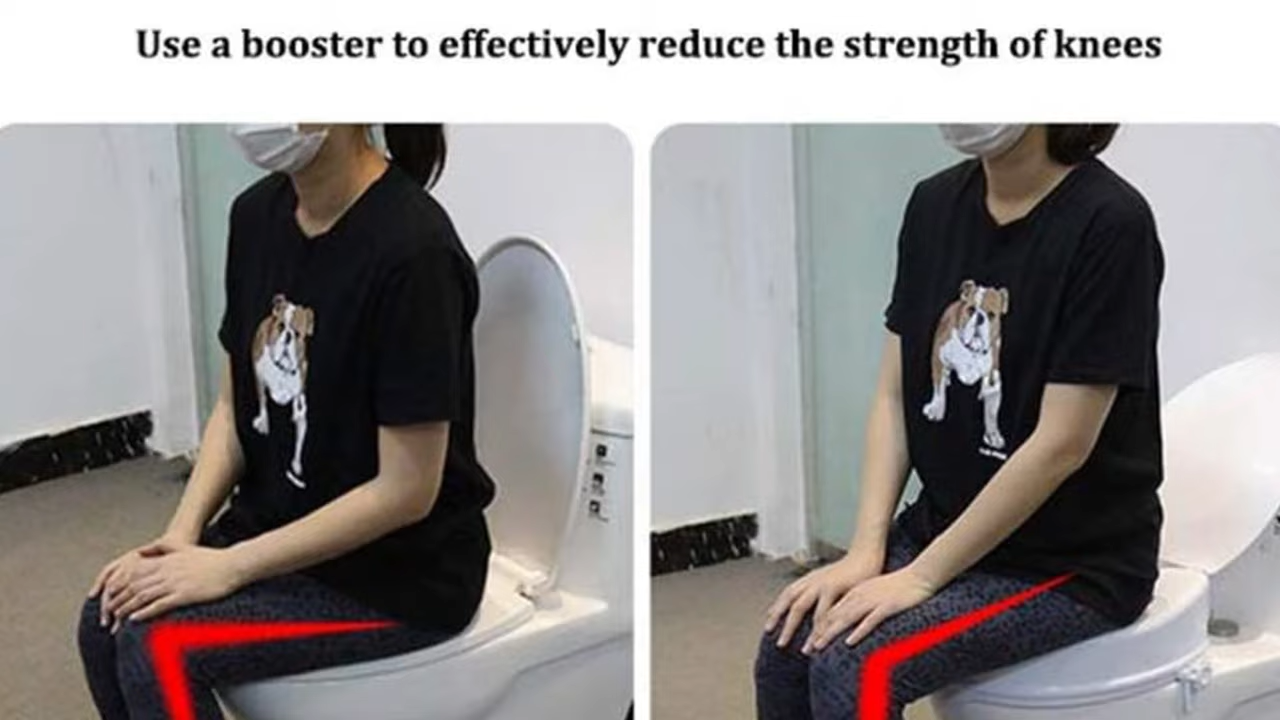 Use a booster to effectively reduce the strength of knees